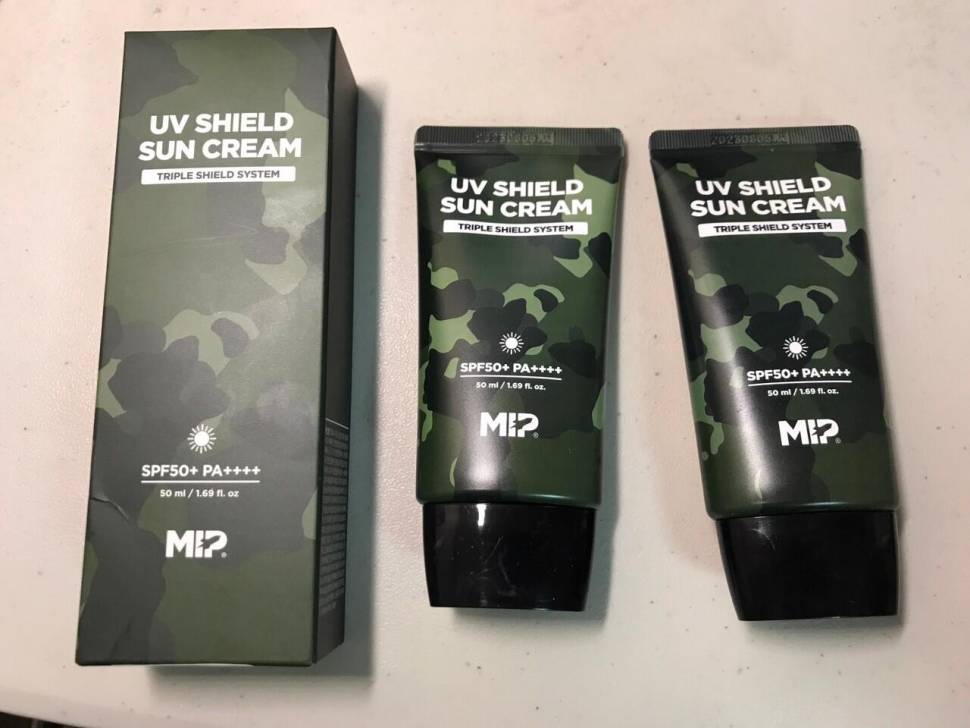 UV SHIELD
SUN CREAM
TRIPLE SHIELD SYSTEM
SPF50+ PA++++
50 ml / 1.69 fl. oz
MIP®
UV SHIELD
SUN CREAM
TRIPLE SHIELD SYSTEM
SPF50+ PA++++
50 ml / 1.69 fl. oz.
MIP®
UV SHIELD
SUN CREAM
TRIPLE SHIELD SYSTEM
SPF50+ PA++++
50 ml / 1.69 fl. oz.
MIP®